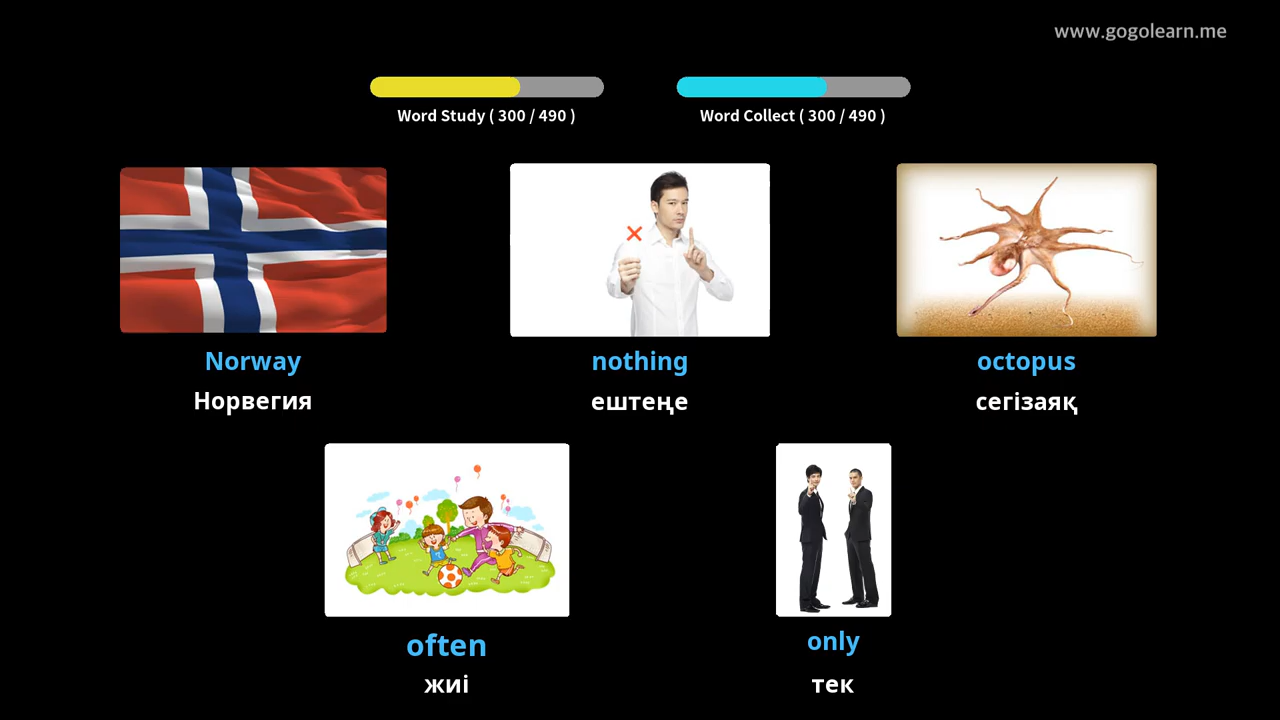 www.gogolearn.me
Word Study ( 300 / 490 )
Word Collect ( 300 / 490 )
Norway
nothing
octopus
Норвегия
ештеңе
сегізаяқ
often
only
жиі
тек